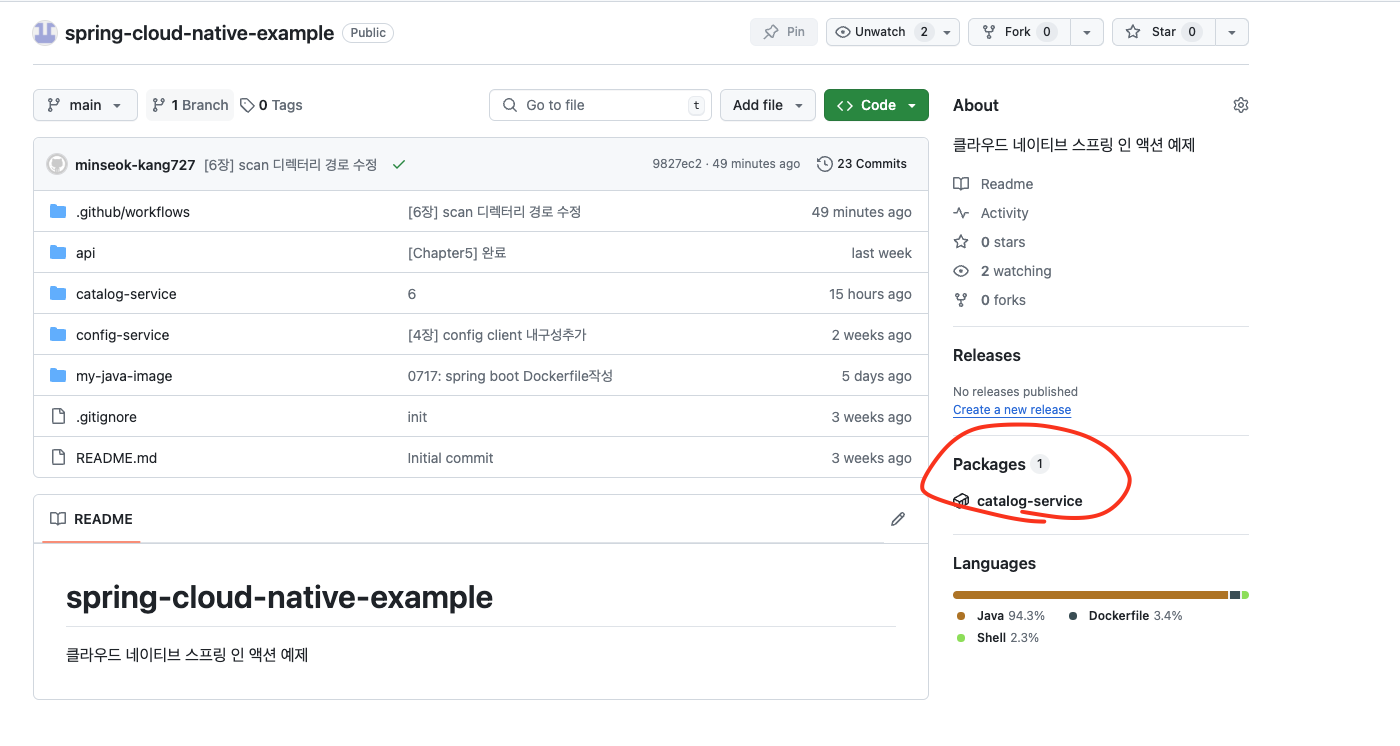 spring-cloud-native-example Public
Pin Unwatch 2 Fork 0 Star 0
main 1 Branch 0 Tags Go to file t Add file Code
minseok-kang727 [6장] scan 디렉터리 경로 수정 9827ec2 · 49 minutes ago 23 Commits
.github/workflows [6장] scan 디렉터리 경로 수정 49 minutes ago
api [Chapter5] 완료 last week
catalog-service 6 15 hours ago
config-service [4장] config client 내구성추가 2 weeks ago
my-java-image 0717: spring boot Dockerfile작성 5 days ago
.gitignore init 3 weeks ago
README.md Initial commit 3 weeks ago
README
spring-cloud-native-example
클라우드 네이티브 스프링 인 액션 예제
About
클라우드 네이티브 스프링 인 액션 예제
Readme
Activity
0 stars
2 watching
0 forks
Releases
No releases published
Create a new release
Packages 1
catalog-service
Languages
Java 94.3% Dockerfile 3.4%
Shell 2.3%